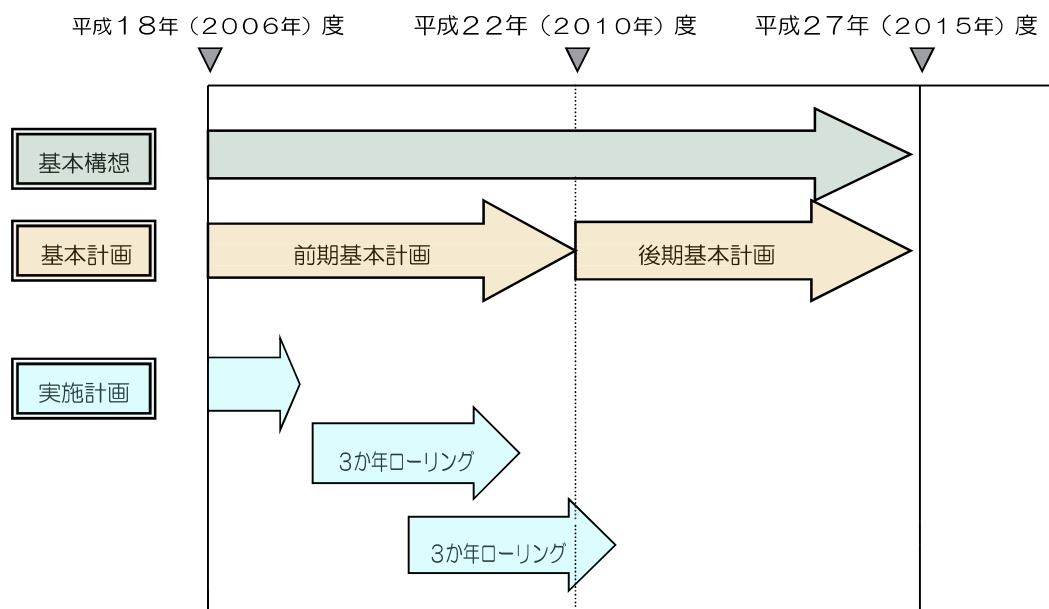 平成18年（2006年）度
平成22年（2010年）度
平成27年（2015年）度
基本構想
基本計画
前期基本計画
後期基本計画
実施計画
３か年ローリング
３か年ローリング